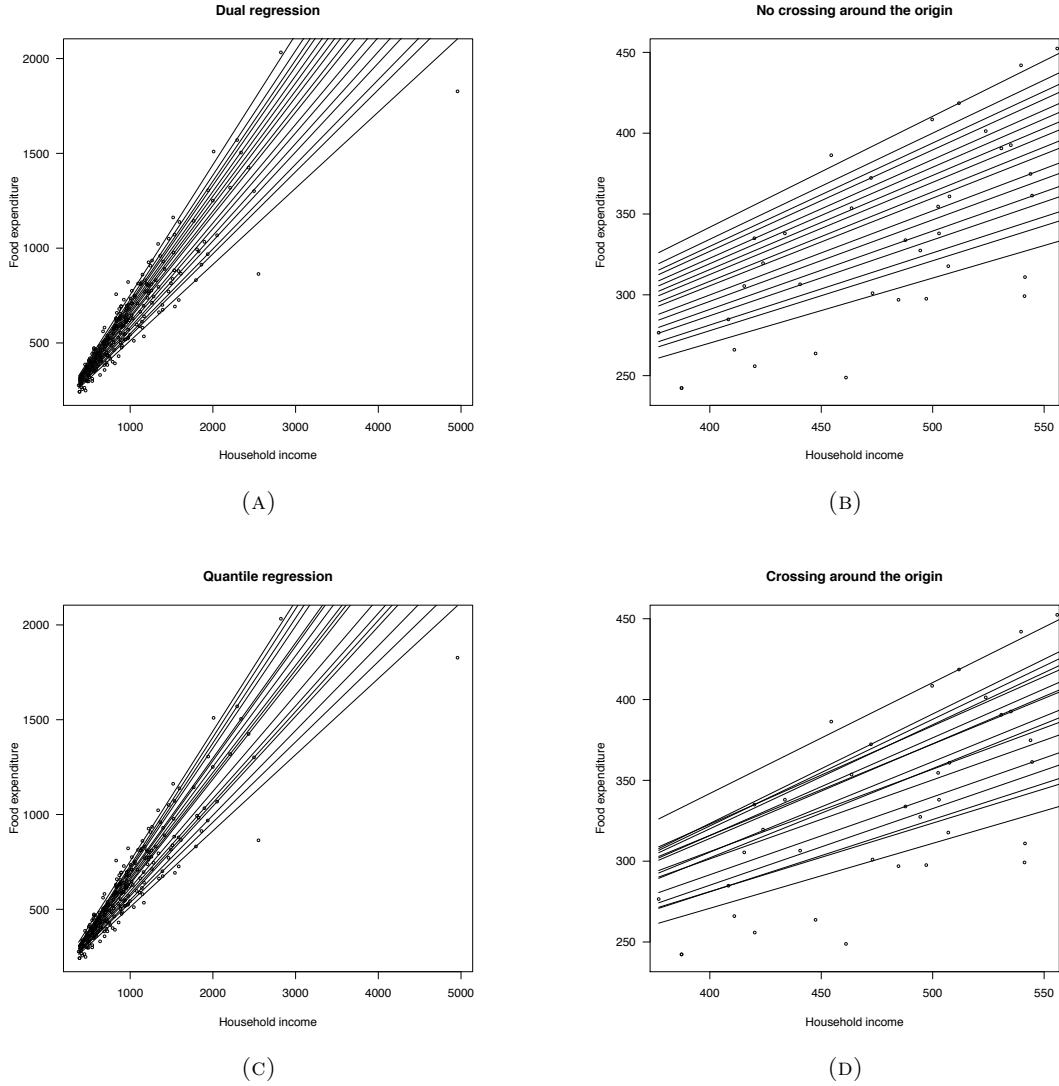 Dual regression
Food expenditure
2000
1500
1000
500
1000 2000 3000 4000 5000
Household income
(A)
No crossing around the origin
Food expenditure
450
400
350
300
250
400 450 500 550
Household income
(B)
Quantile regression
Food expenditure
2000
1500
1000
500
1000 2000 3000 4000 5000
Household income
(C)
Crossing around the origin
Food expenditure
450
400
350
300
250
400 450 500 550
Household income
(D)